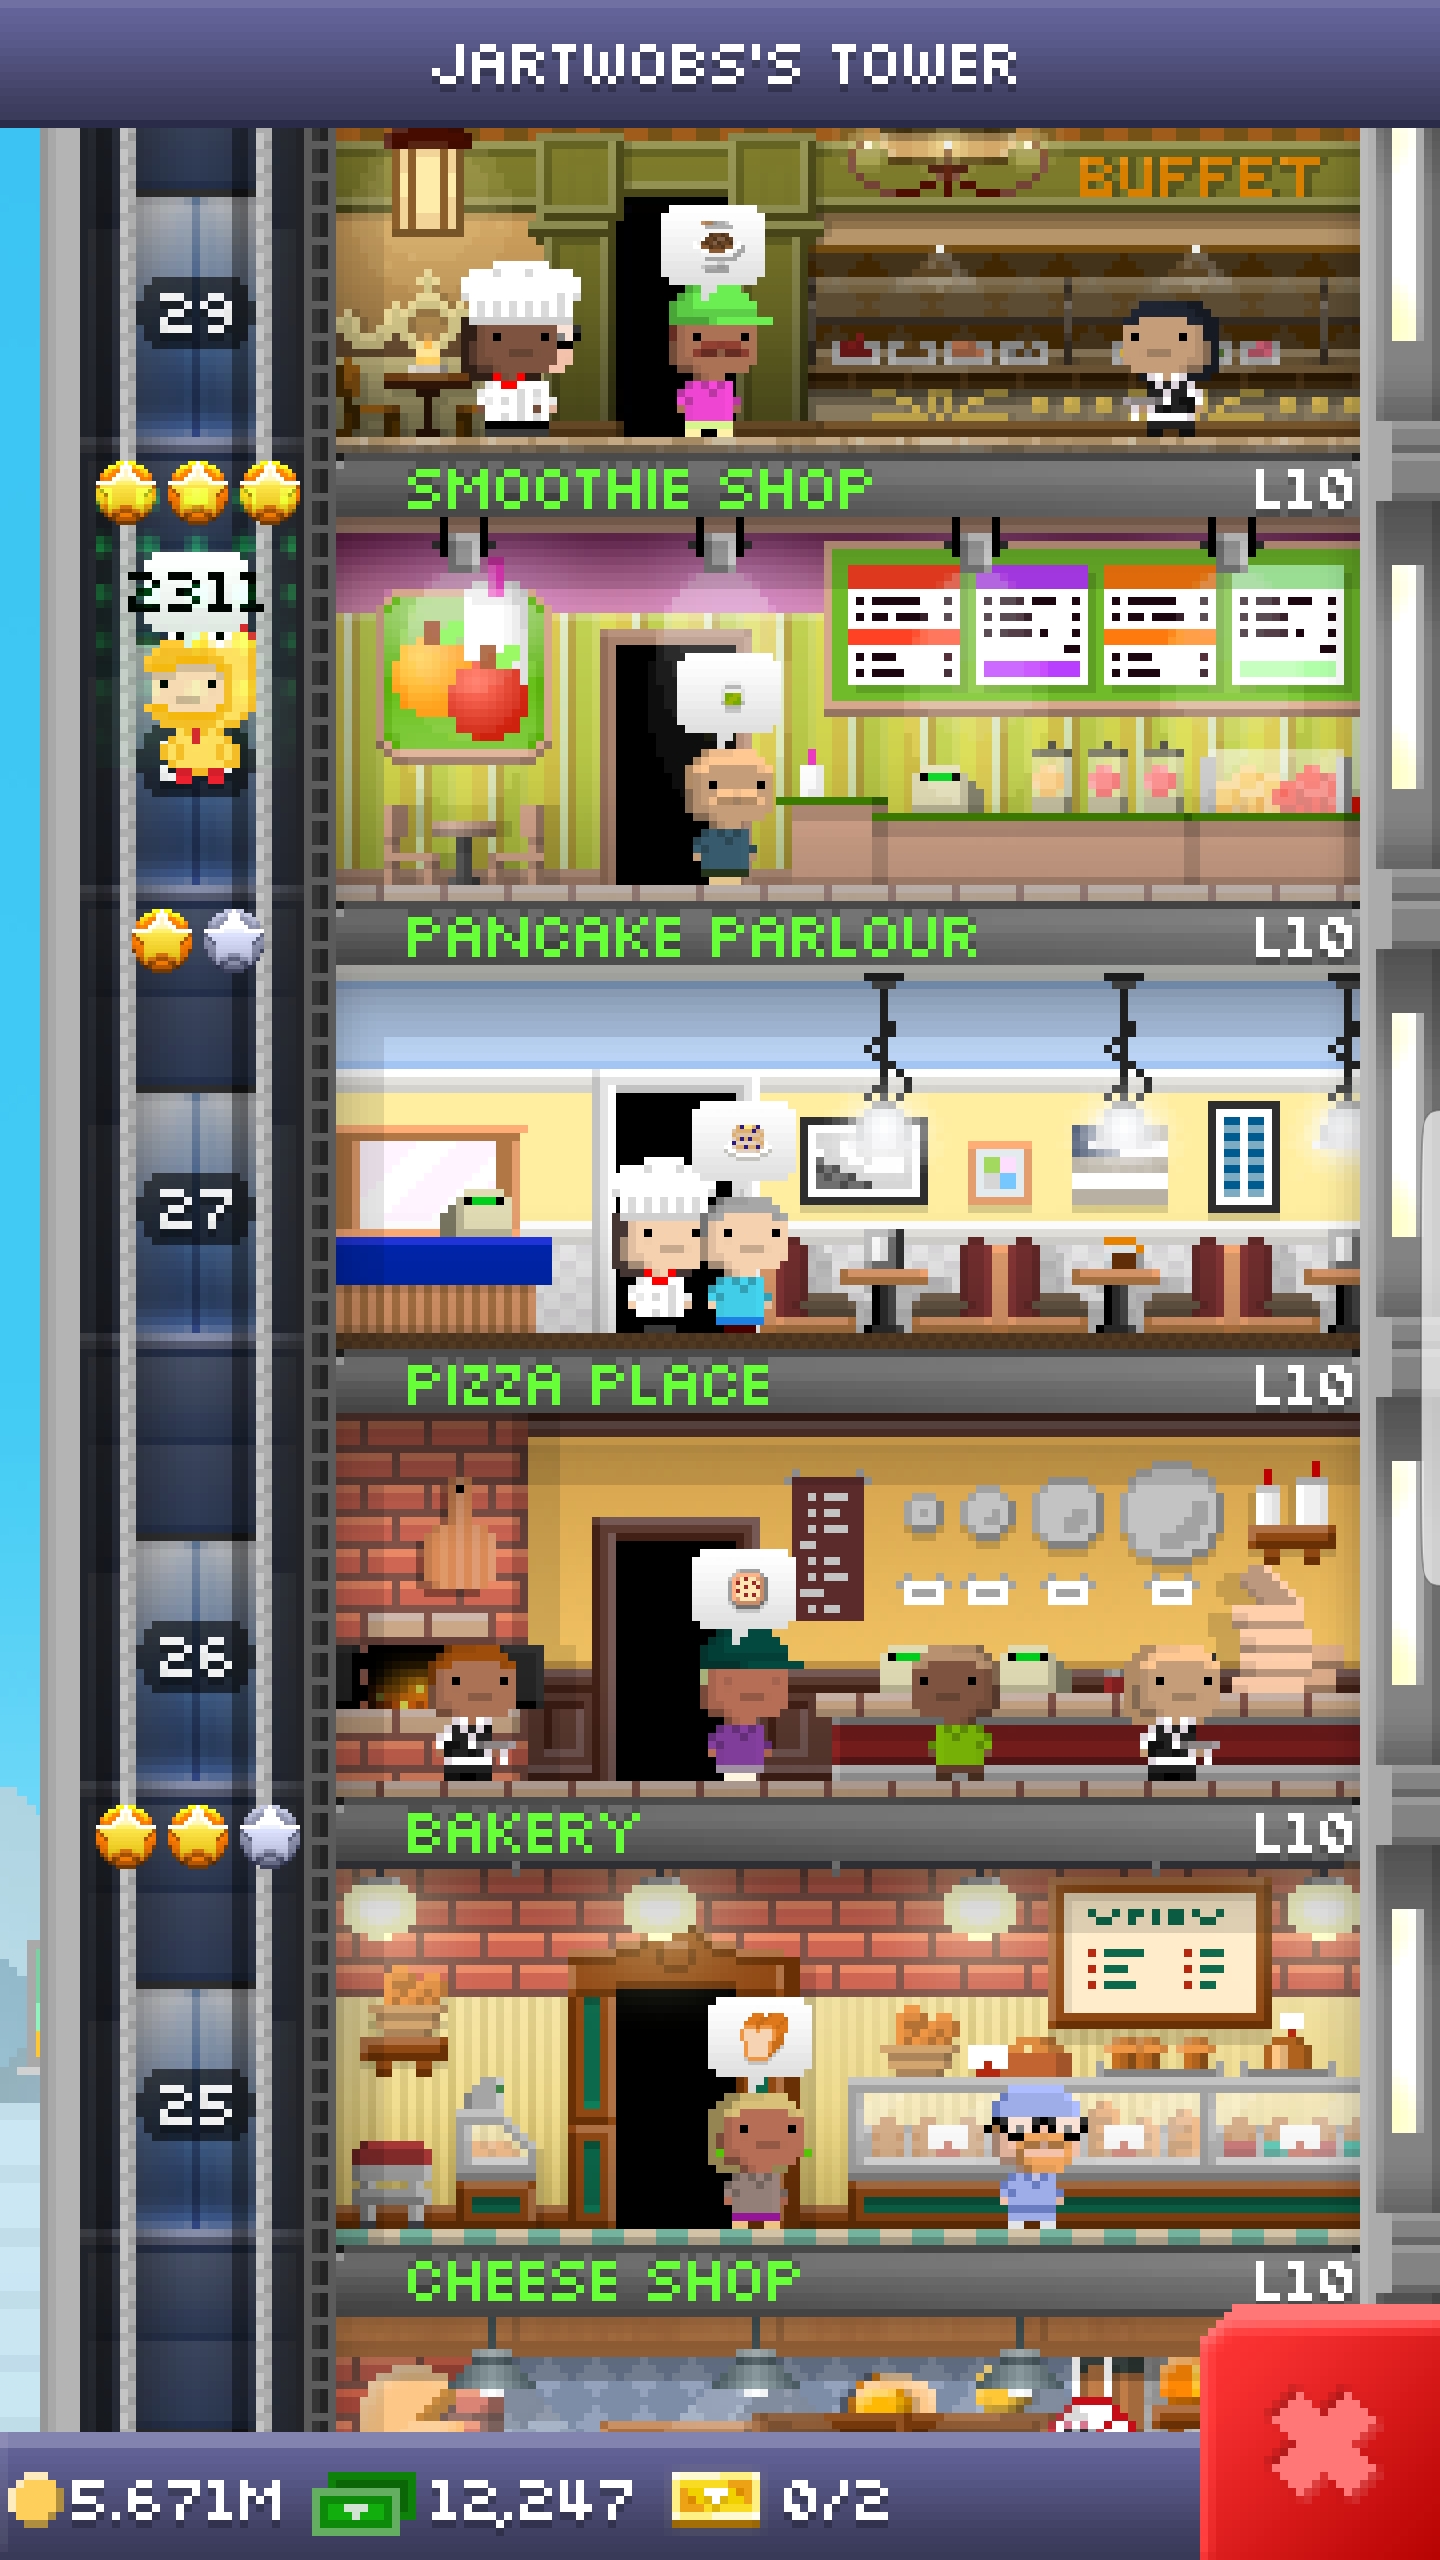 JARTWOBS'S TOWER
BUFFET
29
SMOOTHIE SHOP L10
2311
PANCAKE PARLOUR L10
27
PIZZA PLACE L10
26
BAKERY L10
25
CHEESE SHOP L10
5.671M 12,247 0/2